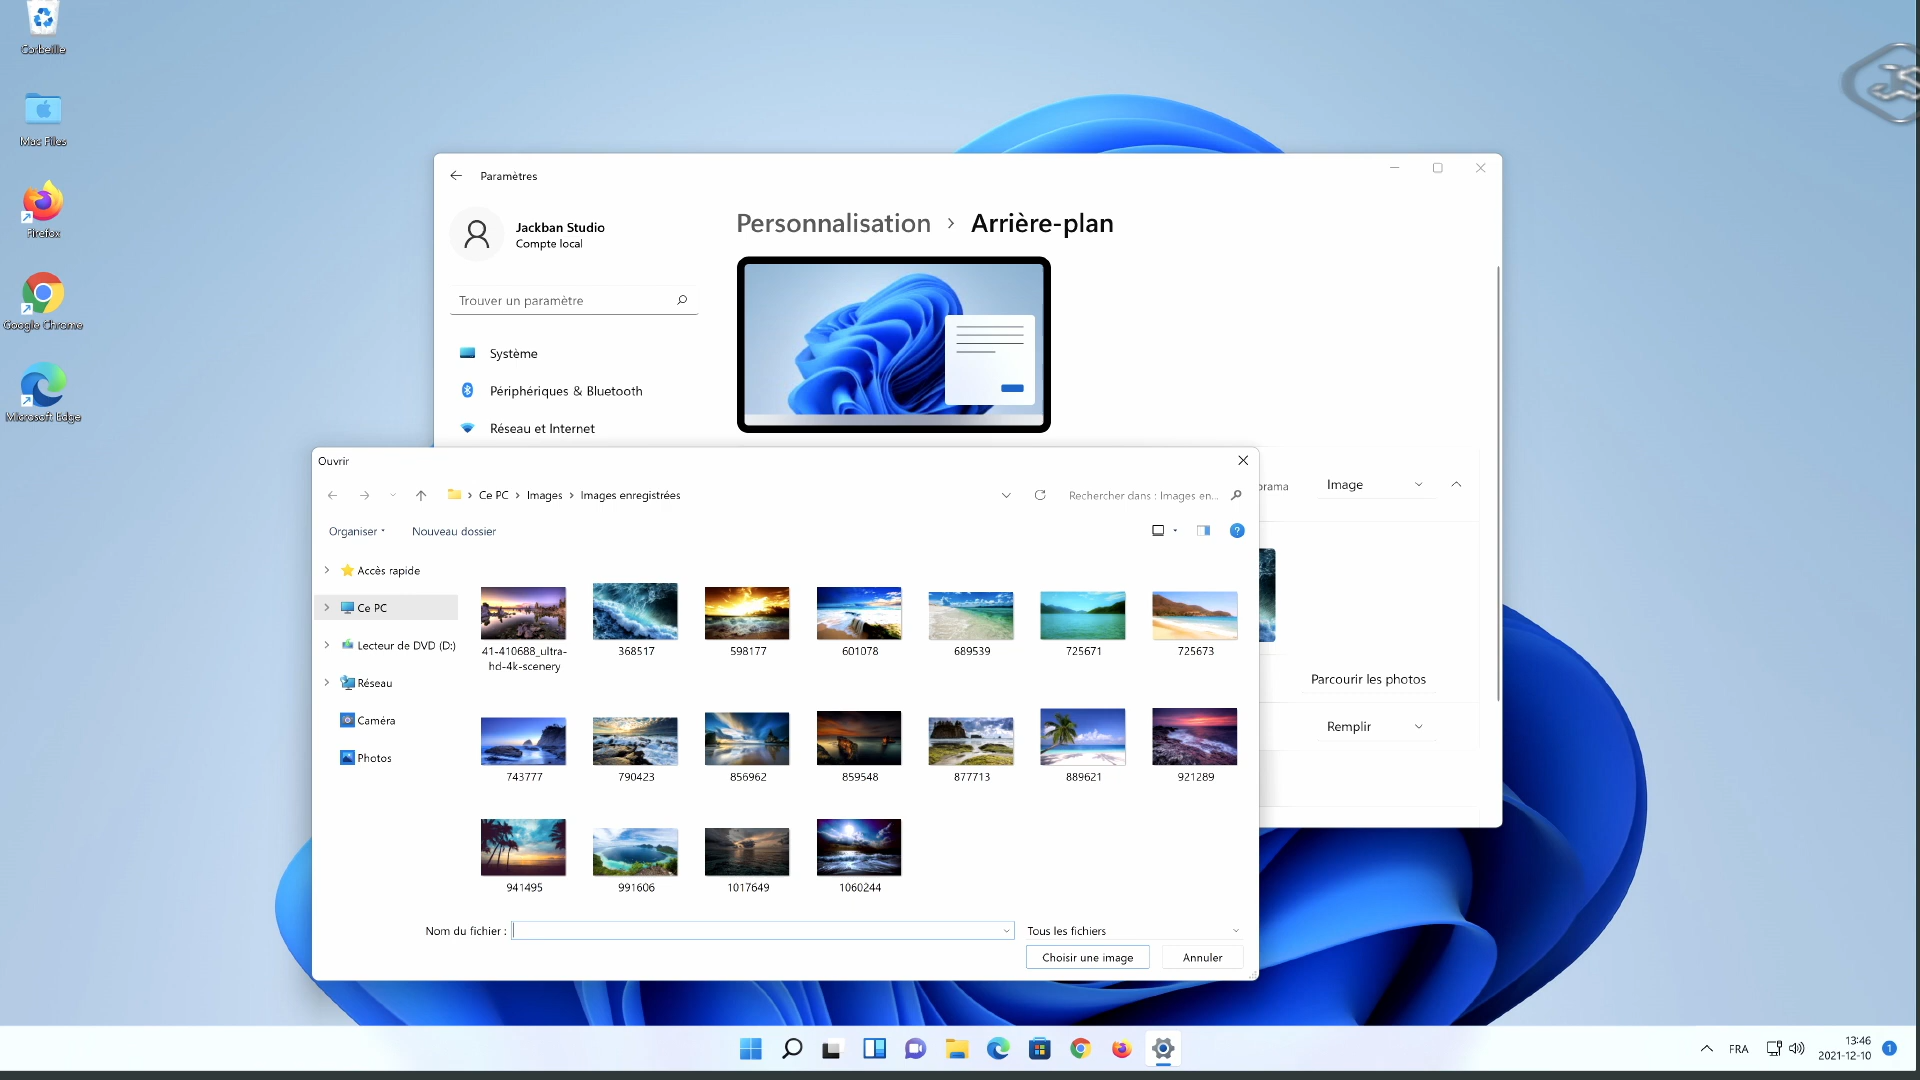 Corbeille
Mac Files
Firefox
Google Chrome
Microsoft Edge
Paramètres
Jackban Studio
Compte local
Trouver un paramètre
Système
Périphériques & Bluetooth
Réseau et Internet
Personnalisation › Arrière-plan
Image
Parcourir les photos
Remplir
Ouvrir
Ce PC › Images › Images enregistrées
Rechercher dans : Images en...
Organiser
Nouveau dossier
Accès rapide
Ce PC
Lecteur de DVD (D:)
Réseau
Caméra
Photos
41-410688_ultra-
hd-4k-scenery
368517
598177
601078
689539
725671
725673
743777
790423
856962
859548
877713
889621
921289
941495
991606
1017649
1060244
Nom du fichier :
Tous les fichiers
Choisir une image
Annuler
FRA
13:46
2021-12-10
1